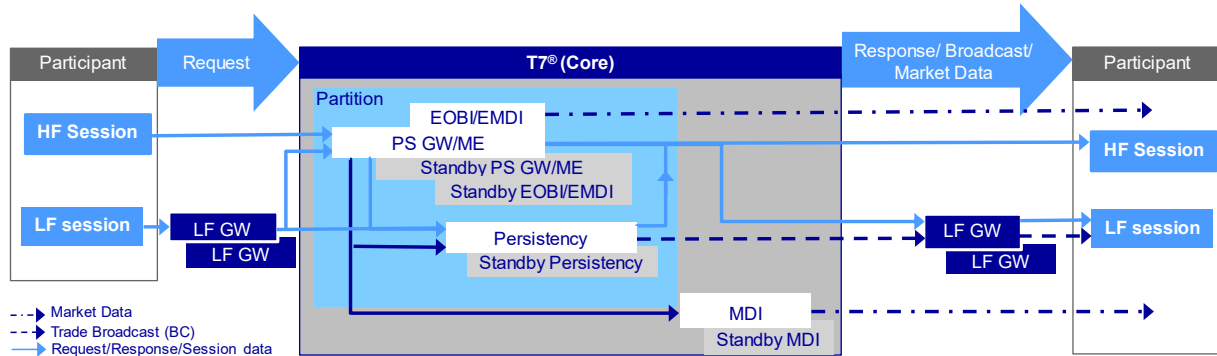 Participant
Request
T7® (Core)
Response/ Broadcast/
Market Data
Participant
Partition
EOBI/EMDI
HF Session
PS GW/ME
HF Session
Standby PS GW/ME
Standby EOBI/EMDI
LF session
LF GW
LF GW
Persistency
Standby Persistency
LF GW
LF GW
LF session
MDI
Standby MDI
Market Data
Trade Broadcast (BC)
Request/Response/Session data